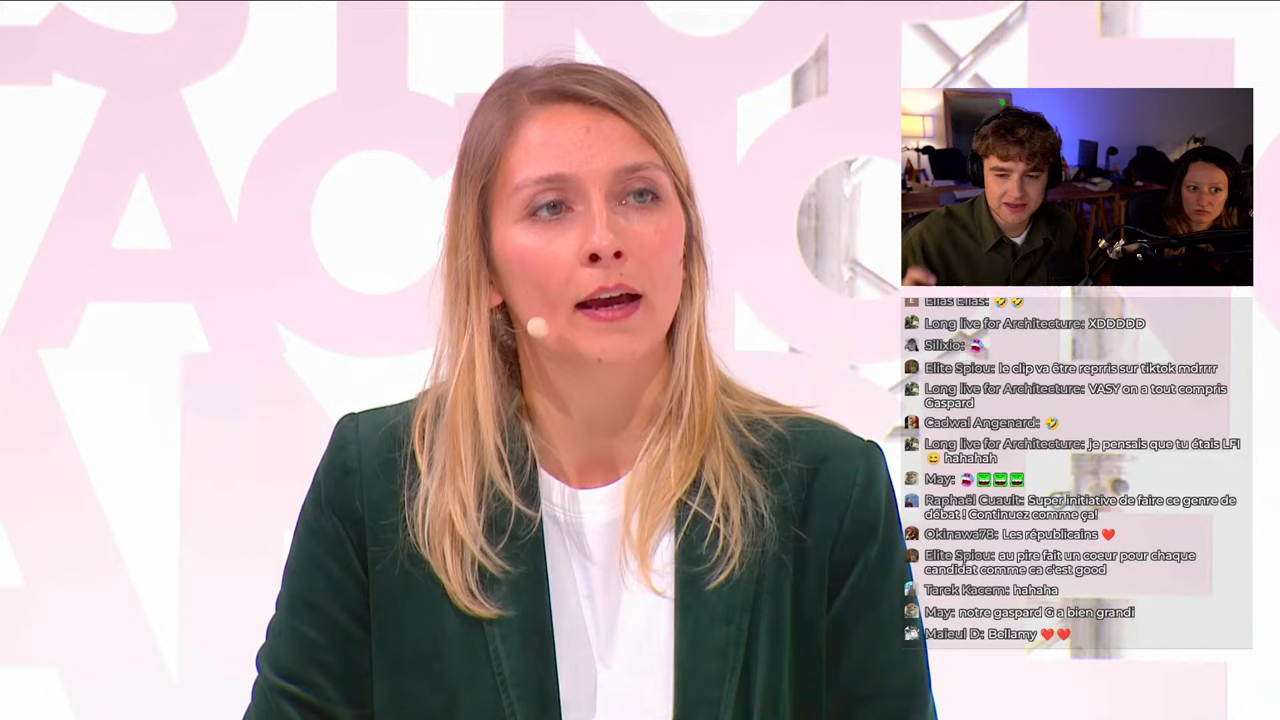 Elias Elias: 🤣 🤣
Long live for Architecture: XDDDDD
Silixio:
Elite Spiou: le clip va être reprris sur tiktok mdrrrr
Long live for Architecture: VASY on a tout compris
Gaspard
Cadwal Angenard: 🤣
Long live for Architecture: je pensais que tu étais LFI
😆 hahahah
May:
Raphaël Cuault: Super initiative de faire ce genre de
débat ! Continuez comme ça!
Okinawa78: Les républicains ❤️
Elite Spiou: au pire fait un coeur pour chaque
candidat comme ca c'est good
Tarek Kacem: hahaha
May: notre gaspard G a bien grandi
Maieul D: Bellamy ❤️ ❤️